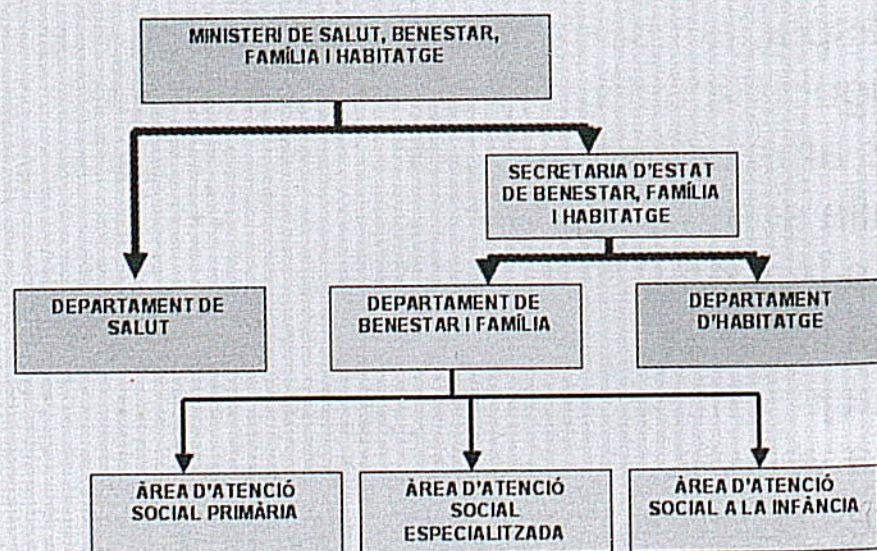 MINISTERI DE SALUT, BENESTAR,
FAMÍLIA I HABITATGE
SECRETARIA D'ESTAT
DE BENESTAR, FAMÍLIA
I HABITATGE
DEPARTAMENT DE
SALUT
DEPARTAMENT DE
BENESTAR I FAMÍLIA
DEPARTAMENT
D'HABITATGE
ÀREA D'ATENCIÓ
SOCIAL PRIMÀRIA
ÀREA D'ATENCIÓ
SOCIAL
ESPECIALITZADA
ÀREA D'ATENCIÓ
SOCIAL A LA INFÀNCIA